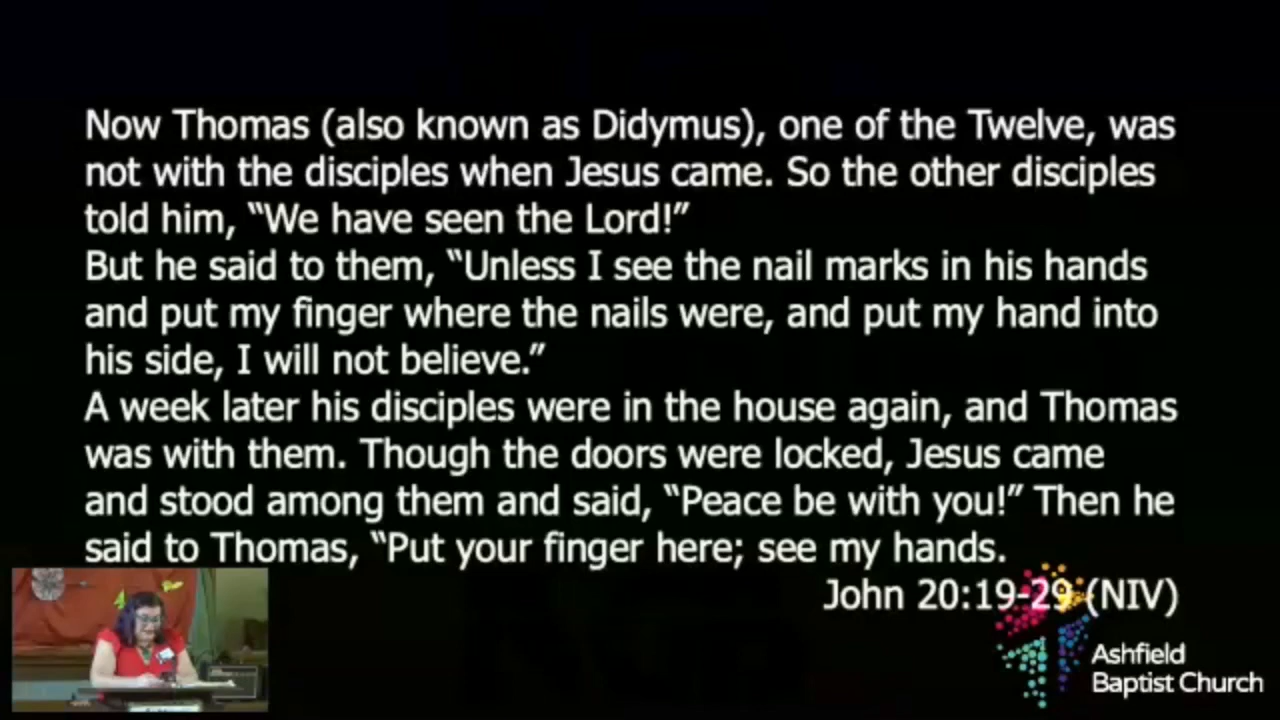 Now Thomas (also known as Didymus), one of the Twelve, was
not with the disciples when Jesus came. So the other disciples
told him, “We have seen the Lord!”
But he said to them, “Unless I see the nail marks in his hands
and put my finger where the nails were, and put my hand into
his side, I will not believe.”
A week later his disciples were in the house again, and Thomas
was with them. Though the doors were locked, Jesus came
and stood among them and said, “Peace be with you!” Then he
said to Thomas, “Put your finger here; see my hands.
John 20:19-29 (NIV)
Ashfield
Baptist Church